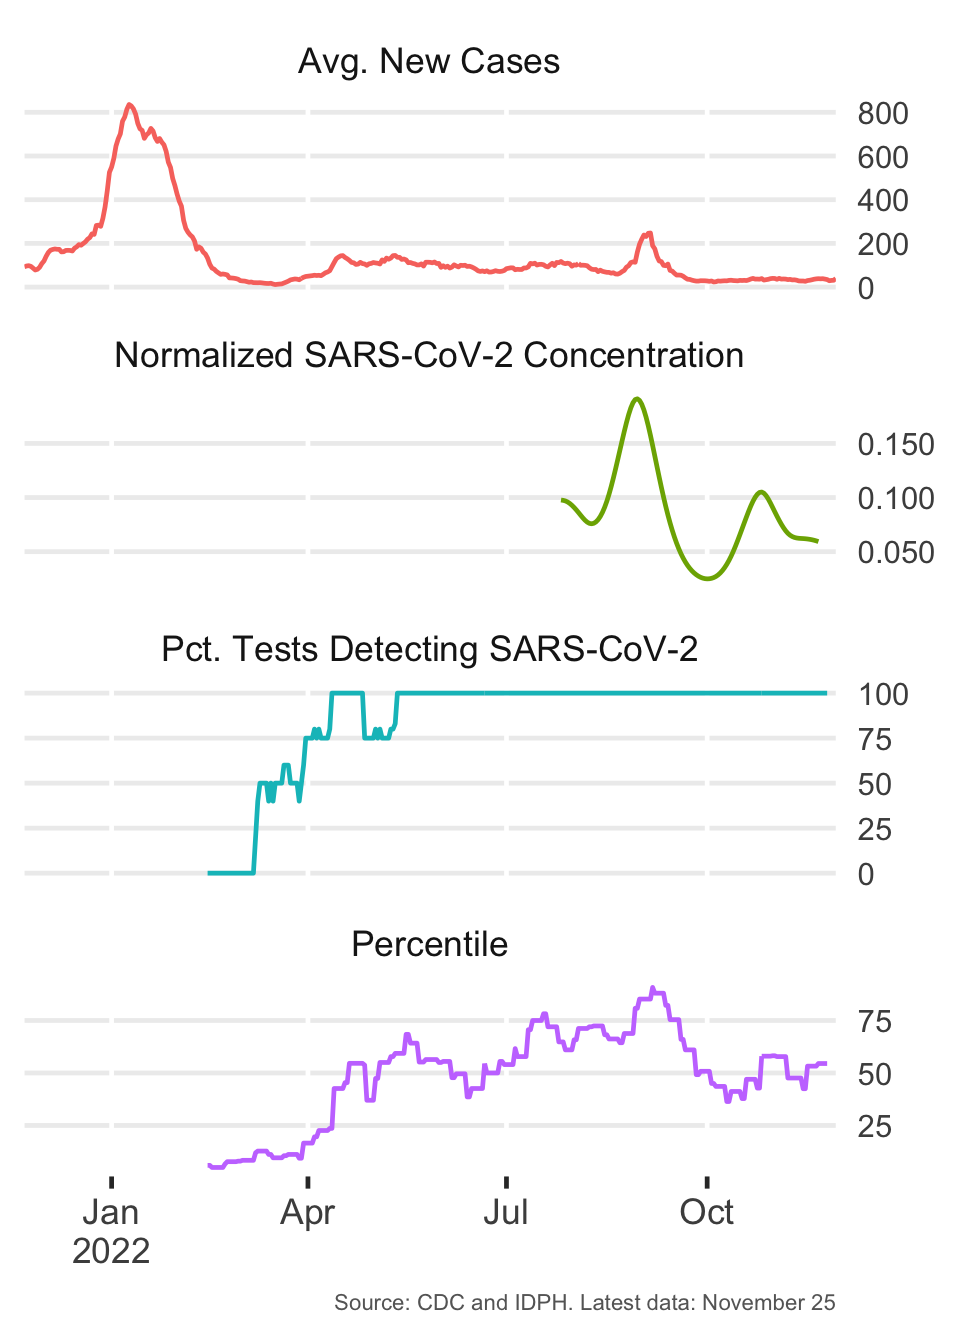 Avg. New Cases
800
600
400
200
0
Normalized SARS-CoV-2 Concentration
0.150
0.100
0.050
Pct. Tests Detecting SARS-CoV-2
100
75
50
25
0
Percentile
75
50
25
Jan Apr Jul Oct
2022
Source: CDC and IDPH. Latest data: November 25